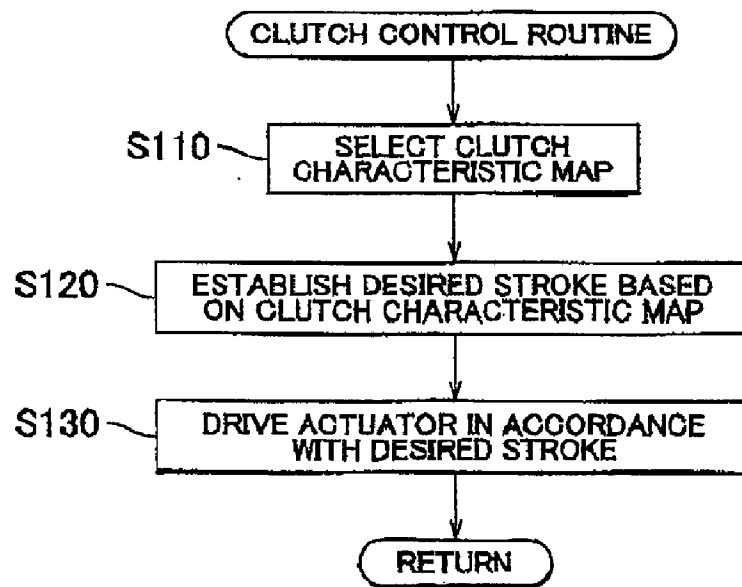 CLUTCH CONTROL ROUTINE
S110
SELECT CLUTCH
CHARACTERISTIC MAP
S120
ESTABLISH DESIRED STROKE BASED
ON CLUTCH CHARACTERISTIC MAP
S130
DRIVE ACTUATOR IN ACCORDANCE
WITH DESIRED STROKE
RETURN